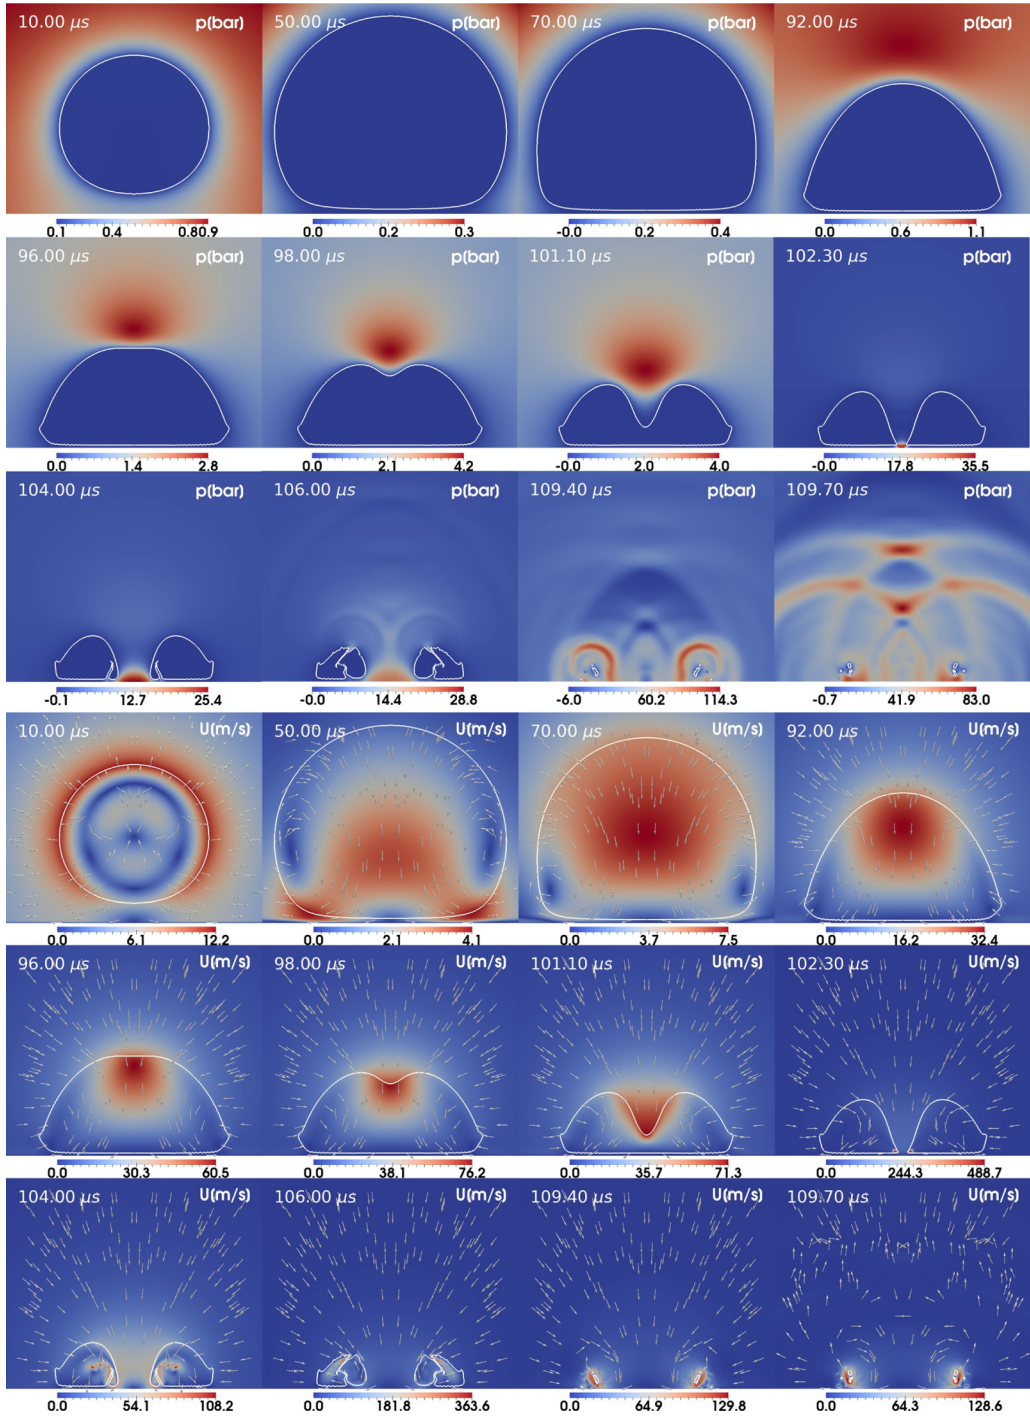 10.00 μs p(bar) 50.00 μs p(bar) 70.00 μs p(bar) 92.00 μs p(bar)
0.1 0.4 0.80.9 0.0 0.2 0.3 -0.0 0.2 0.4 0.0 0.6 1.1
96.00 μs p(bar) 98.00 μs p(bar) 101.10 μs p(bar) 102.30 μs p(bar)
0.0 1.4 2.8 0.0 2.1 4.2 -0.0 2.0 4.0 -0.0 17.8 35.5
104.00 μs p(bar) 106.00 μs p(bar) 109.40 μs p(bar) 109.70 μs p(bar)
-0.1 12.7 25.4 -0.0 14.4 28.8 -6.0 60.2 114.3 -0.7 41.9 83.0
10.00 μs U(m/s) 50.00 μs U(m/s) 70.00 μs U(m/s) 92.00 μs U(m/s)
0.0 6.1 12.2 0.0 2.1 4.1 0.0 3.7 7.5 0.0 16.2 32.4
96.00 μs U(m/s) 98.00 μs U(m/s) 101.10 μs U(m/s) 102.30 μs U(m/s)
0.0 30.3 60.5 0.0 38.1 76.2 0.0 35.7 71.3 0.0 244.3 488.7
104.00 μs U(m/s) 106.00 μs U(m/s) 109.40 μs U(m/s) 109.70 μs U(m/s)
0.0 54.1 108.2 0.0 181.8 363.6 0.0 64.9 129.8 0.0 64.3 128.6